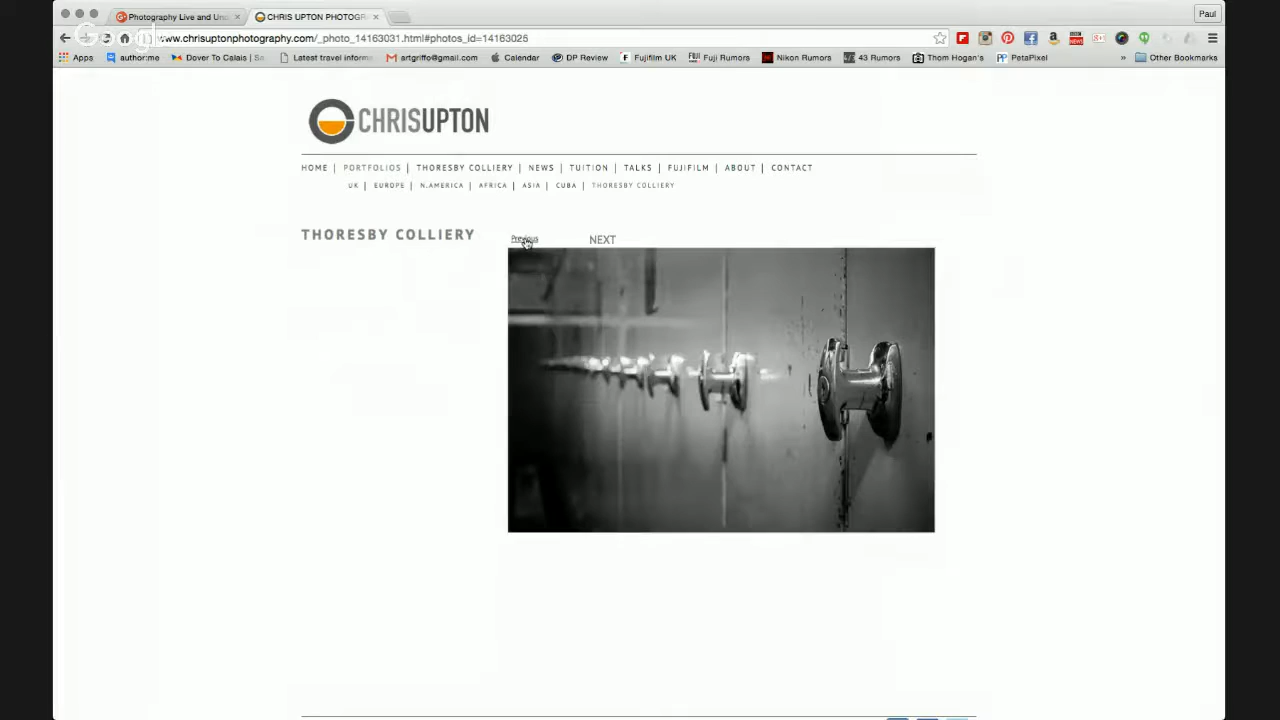 Photography Live and Un
CHRIS UPTON PHOTOGR
Paul
www.chrisuptonphotography.com/_photo_14163031.html#photos_id=14163026
Apps author:me Dover To Calais | Sa Latest travel inform artgriffo@gmail.com Calendar DP Review Fujifilm UK Fuji Rumors Nikon Rumors 43 Rumors Thom Hogan's PetaPixel » Other Bookmarks
CHRISUPTON
HOME | PORTFOLIOS | THORESBY COLLIERY | NEWS | TUITION | TALKS | FUJIFILM | ABOUT | CONTACT
UK | EUROPE | N.AMERICA | AFRICA | ASIA | CUBA | THORESBY COLLIERY
THORESBY COLLIERY
Previous NEXT